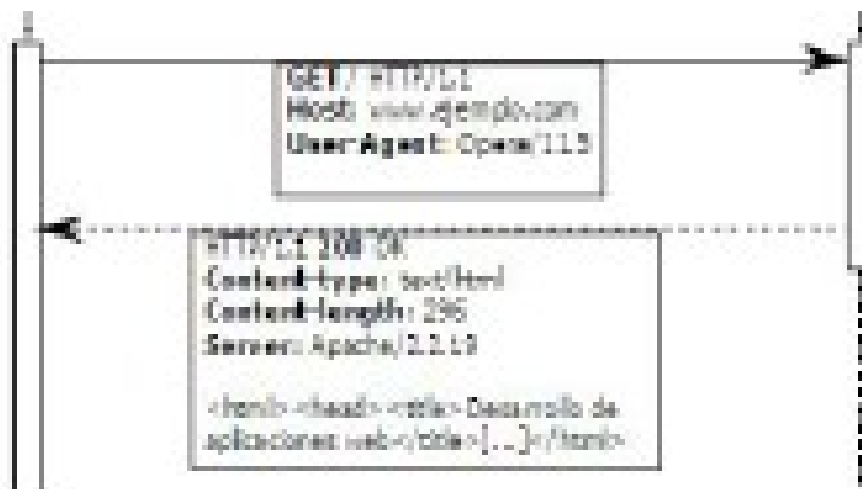 GET / HTTP/1.1
Host: www.ejemplo.com
User-Agent: Opera/11.5
HTTP/1.1 200 OK
Content-type: text/html
Content-length: 296
Server: Apache/2.2.19
<html><head><title>Desarrollo de
aplicaciones web</title>[...]</html>